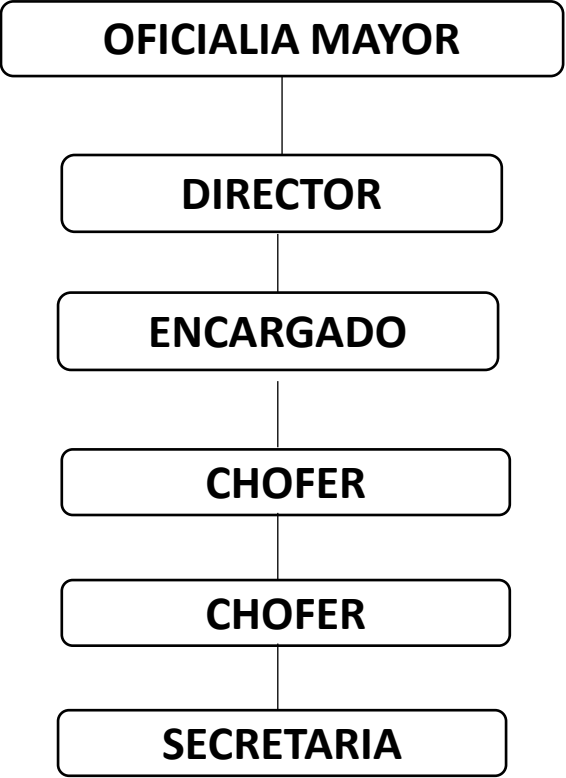 OFICIALIA MAYOR
DIRECTOR
ENCARGADO
CHOFER
CHOFER
SECRETARIA